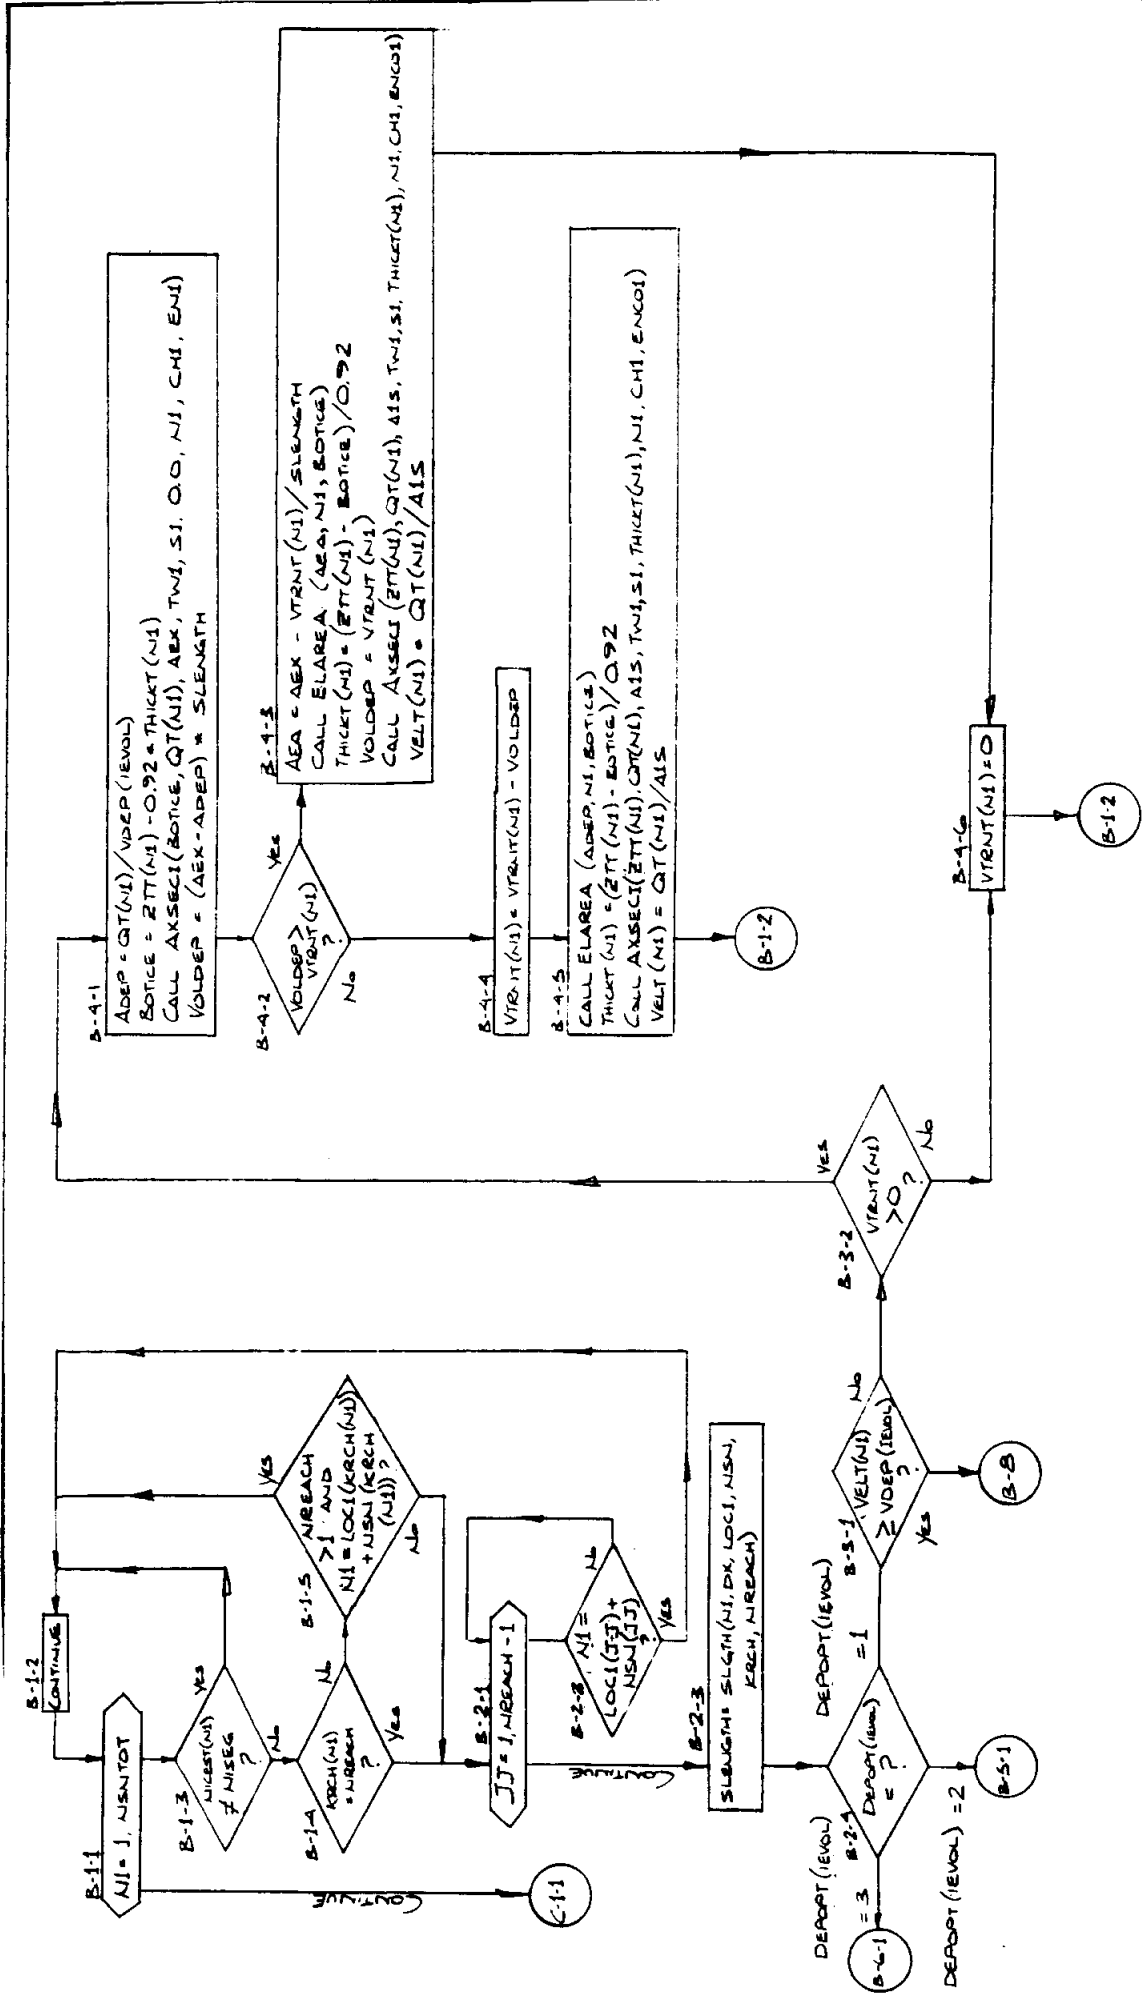 B-1-1
N1 = 1, NSNTOT
CONTINUE
C-1-1
B-1-2
CONTINUE
B-1-3
NICEST(N1)
≠ NISEG
?
Yes
No
B-1-4
KRCH(N1)
= NREACH
?
No
Yes
B-1-5
NREACH
>1 AND
N1 = LOC1(KRCH(N1))
+ NSN(KRCH
(N1))?
Yes
No
B-2-1
JJ = 1, NREACH - 1
CONTINUE
B-2-2
N1 =
LOC1(JJ)+
NSN(JJ)
?
No
Yes
B-2-3
SLENGTH = SLGTH(N1, DX, LOC1, NSN,
KRCH, NREACH)
B-2-4
DEPOPT(IEVOL)
= ?
DEPOPT(IEVOL)
= 3
B-6-1
DEPOPT(IEVOL) = 2
B-5-1
DEPOPT(IEVOL)
= 1
B-3-1
VELT(N1)
≥ VDEP(IEVOL)
?
Yes
No
B-8
B-3-2
VTRNIT(N1)
>0?
Yes
No
B-4-1
ADEP = QT(N1)/VDEP(IEVOL)
BOTICE = ZTT(N1) - 0.92 * THICKT(N1)
CALL AXSECI(BOTICE, QT(N1), AEX, TW1, S1, 0.0, N1, CH1, EN1)
VOLDEP = (AEX - ADEP) * SLENGTH
B-4-2
VOLDEP >
VTRNIT(N1)
?
Yes
No
B-4-3
AEA = AEX - VTRNT(N1)/SLENGTH
CALL ELAREA (AEA, N1, BOTICE)
THICKT(N1) = (ZTT(N1) - BOTICE)/0.92
VOLDEP = VTRNT(N1)
CALL AXSECI (ZTT(N1), QT(N1), A1S, TW1, S1, THICKT(N1), N1, CH1, ENCO1)
VELT(N1) = QT(N1)/A1S
B-4-4
VTRNIT(N1) = VTRNIT(N1) - VOLDEP
B-4-5
CALL ELAREA (ADEP, N1, BOTICE)
THICKT (N1) = (ZTT(N1) - BOTICE)/0.92
CALL AXSECI(ZTT(N1), QT(N1), A1S, TW1, S1, THICKT(N1), N1, CH1, ENCO1)
VELT(N1) = QT(N1)/A1S
B-1-2
B-4-6
VTRNIT(N1) = 0
B-1-2